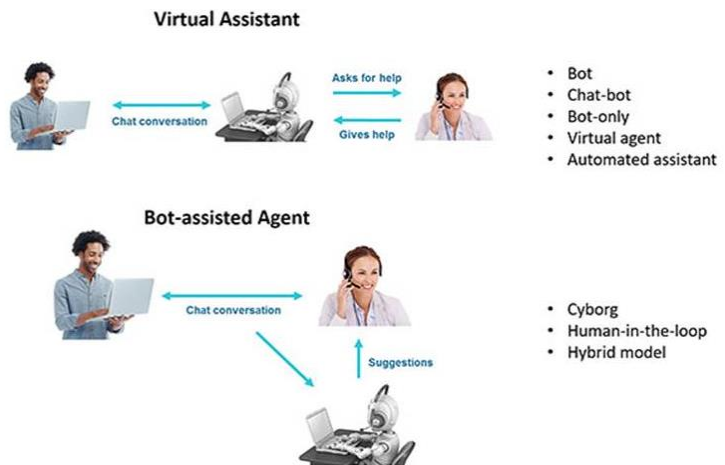 Virtual Assistant
Asks for help
Chat conversation
Gives help
• Bot
• Chat-bot
• Bot-only
• Virtual agent
• Automated assistant
Bot-assisted Agent
Chat conversation
Suggestions
• Cyborg
• Human-in-the-loop
• Hybrid model